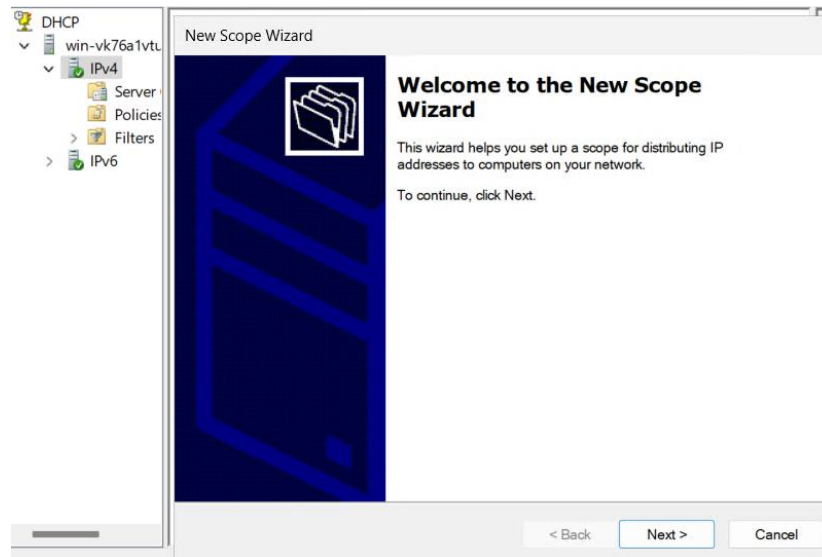 DHCP
win-vk76a1vtu
IPv4
Server
Policies
Filters
IPv6
New Scope Wizard
Welcome to the New Scope
Wizard
This wizard helps you set up a scope for distributing IP
addresses to computers on your network.
To continue, click Next.
< Back
Next >
Cancel